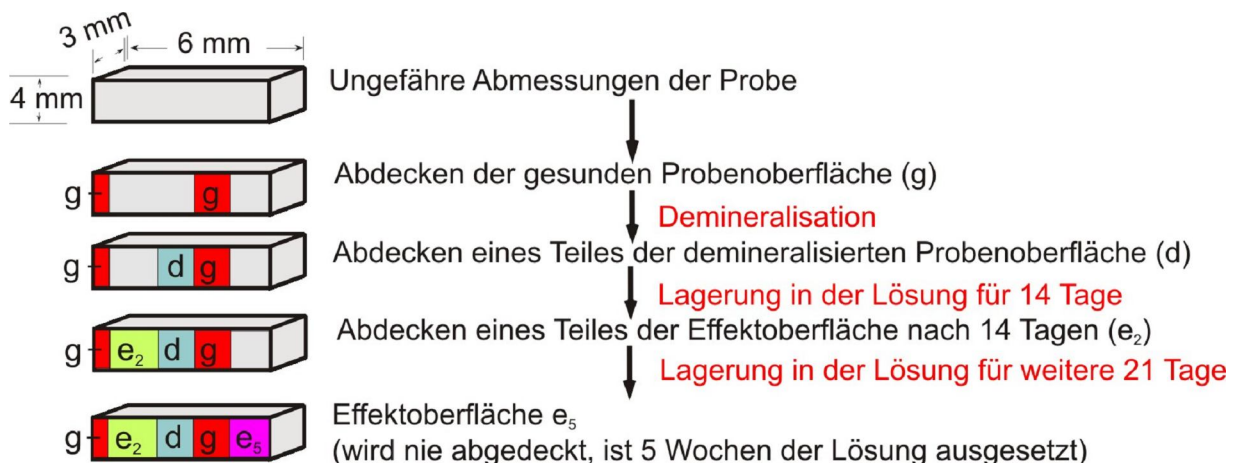 3 mm
6 mm
4 mm
Ungefähre Abmessungen der Probe
g
g
Abdecken der gesunden Probenoberfläche (g)
Demineralisation
g
d g
Abdecken eines Teiles der demineralisierten Probenoberfläche (d)
Lagerung in der Lösung für 14 Tage
g
e₂ d g
Abdecken eines Teiles der Effektoberfläche nach 14 Tagen (e₂)
Lagerung in der Lösung für weitere 21 Tage
g
e₂ d g e₅
Effektoberfläche e₅
(wird nie abgedeckt, ist 5 Wochen der Lösung ausgesetzt)